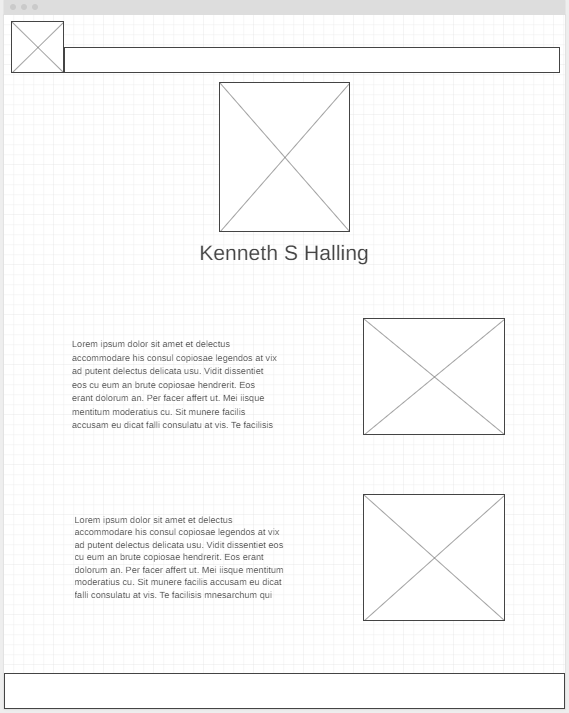 Kenneth S Halling
Lorem ipsum dolor sit amet et delectus
accommodare his consul copiosae legendos at vix
ad putent delectus delicata usu. Vidit dissentiet
eos cu eum an brute copiosae hendrerit. Eos
erant dolorum an. Per facer affert ut. Mei iisque
mentitum moderatius cu. Sit munere facilis
accusam eu dicat falli consulatu at vis. Te facilisis
Lorem ipsum dolor sit amet et delectus
accommodare his consul copiosae legendos at vix
ad putent delectus delicata usu. Vidit dissentiet eos
cu eum an brute copiosae hendrerit. Eos erant
dolorum an. Per facer affert ut. Mei iisque mentitum
moderatius cu. Sit munere facilis accusam eu dicat
falli consulatu at vis. Te facilisis mnesarchum qui